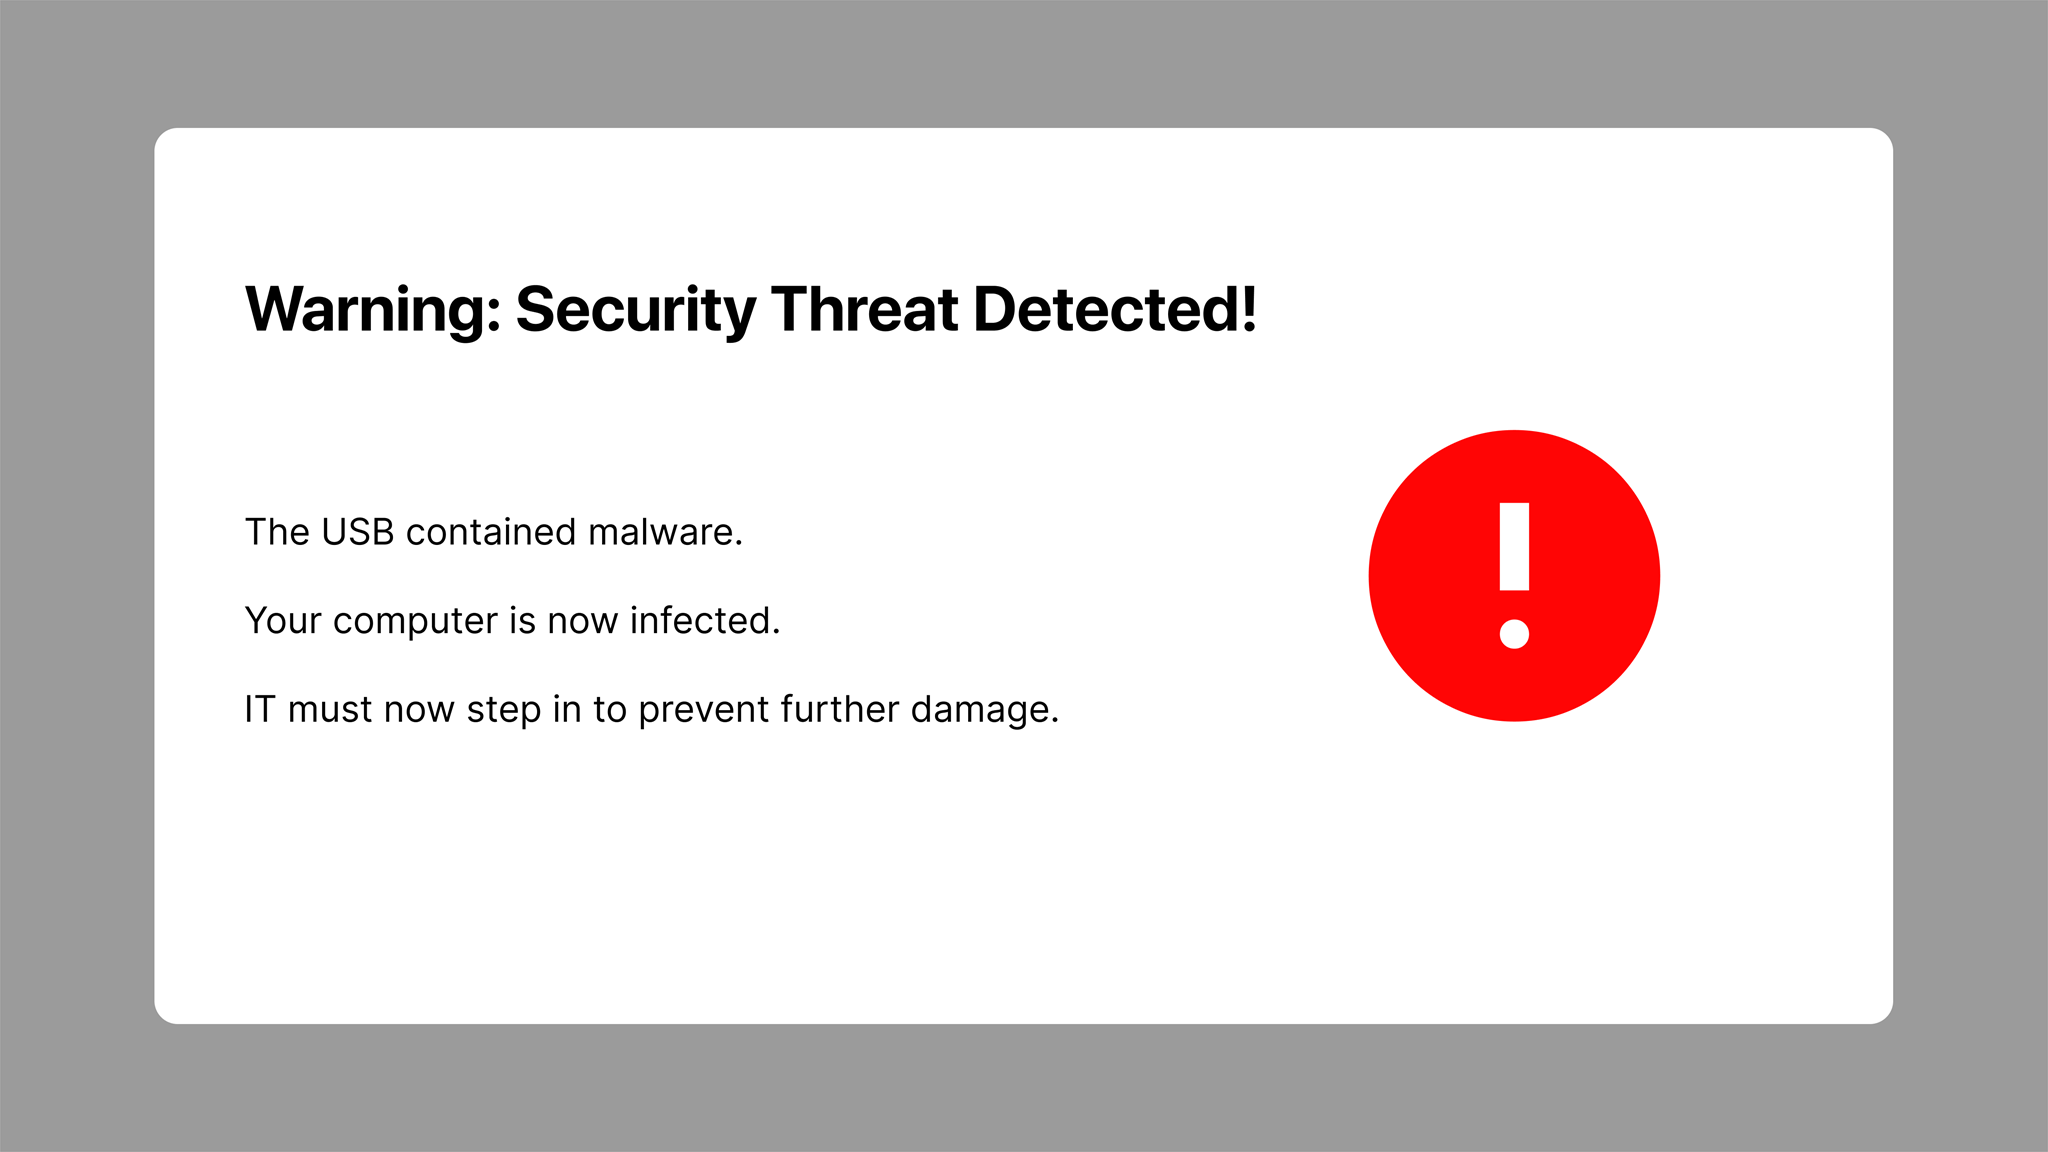 Warning: Security Threat Detected!
The USB contained malware.
Your computer is now infected.
IT must now step in to prevent further damage.